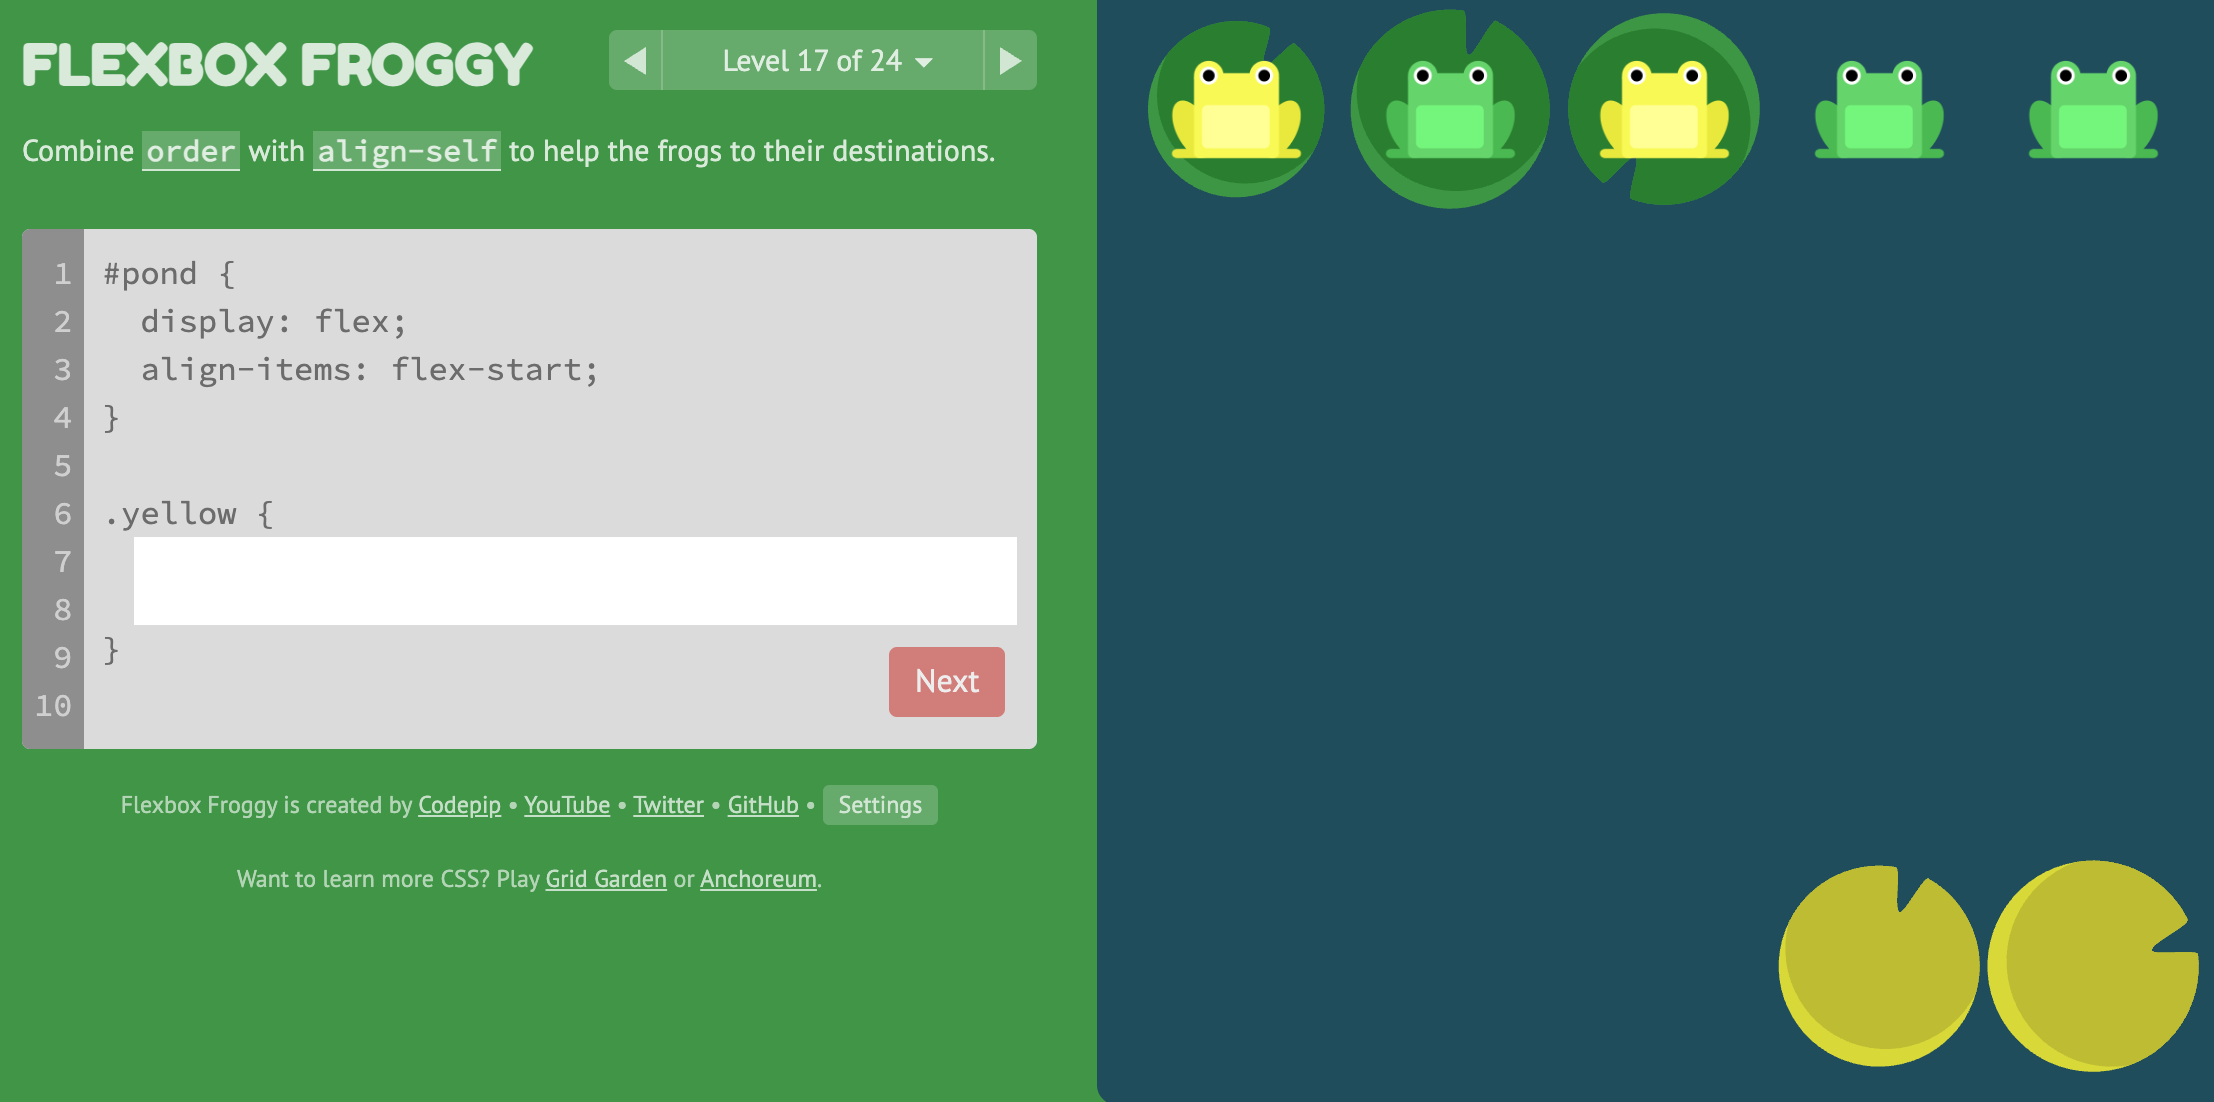 FLEXBOX FROGGY
Level 17 of 24
Combine order with align-self to help the frogs to their destinations.
1 #pond {
2 display: flex;
3 align-items: flex-start;
4 }
5
6 .yellow {
7
8
9 }
10
Next
Flexbox Froggy is created by Codepip • YouTube • Twitter • GitHub • Settings
Want to learn more CSS? Play Grid Garden or Anchoreum.